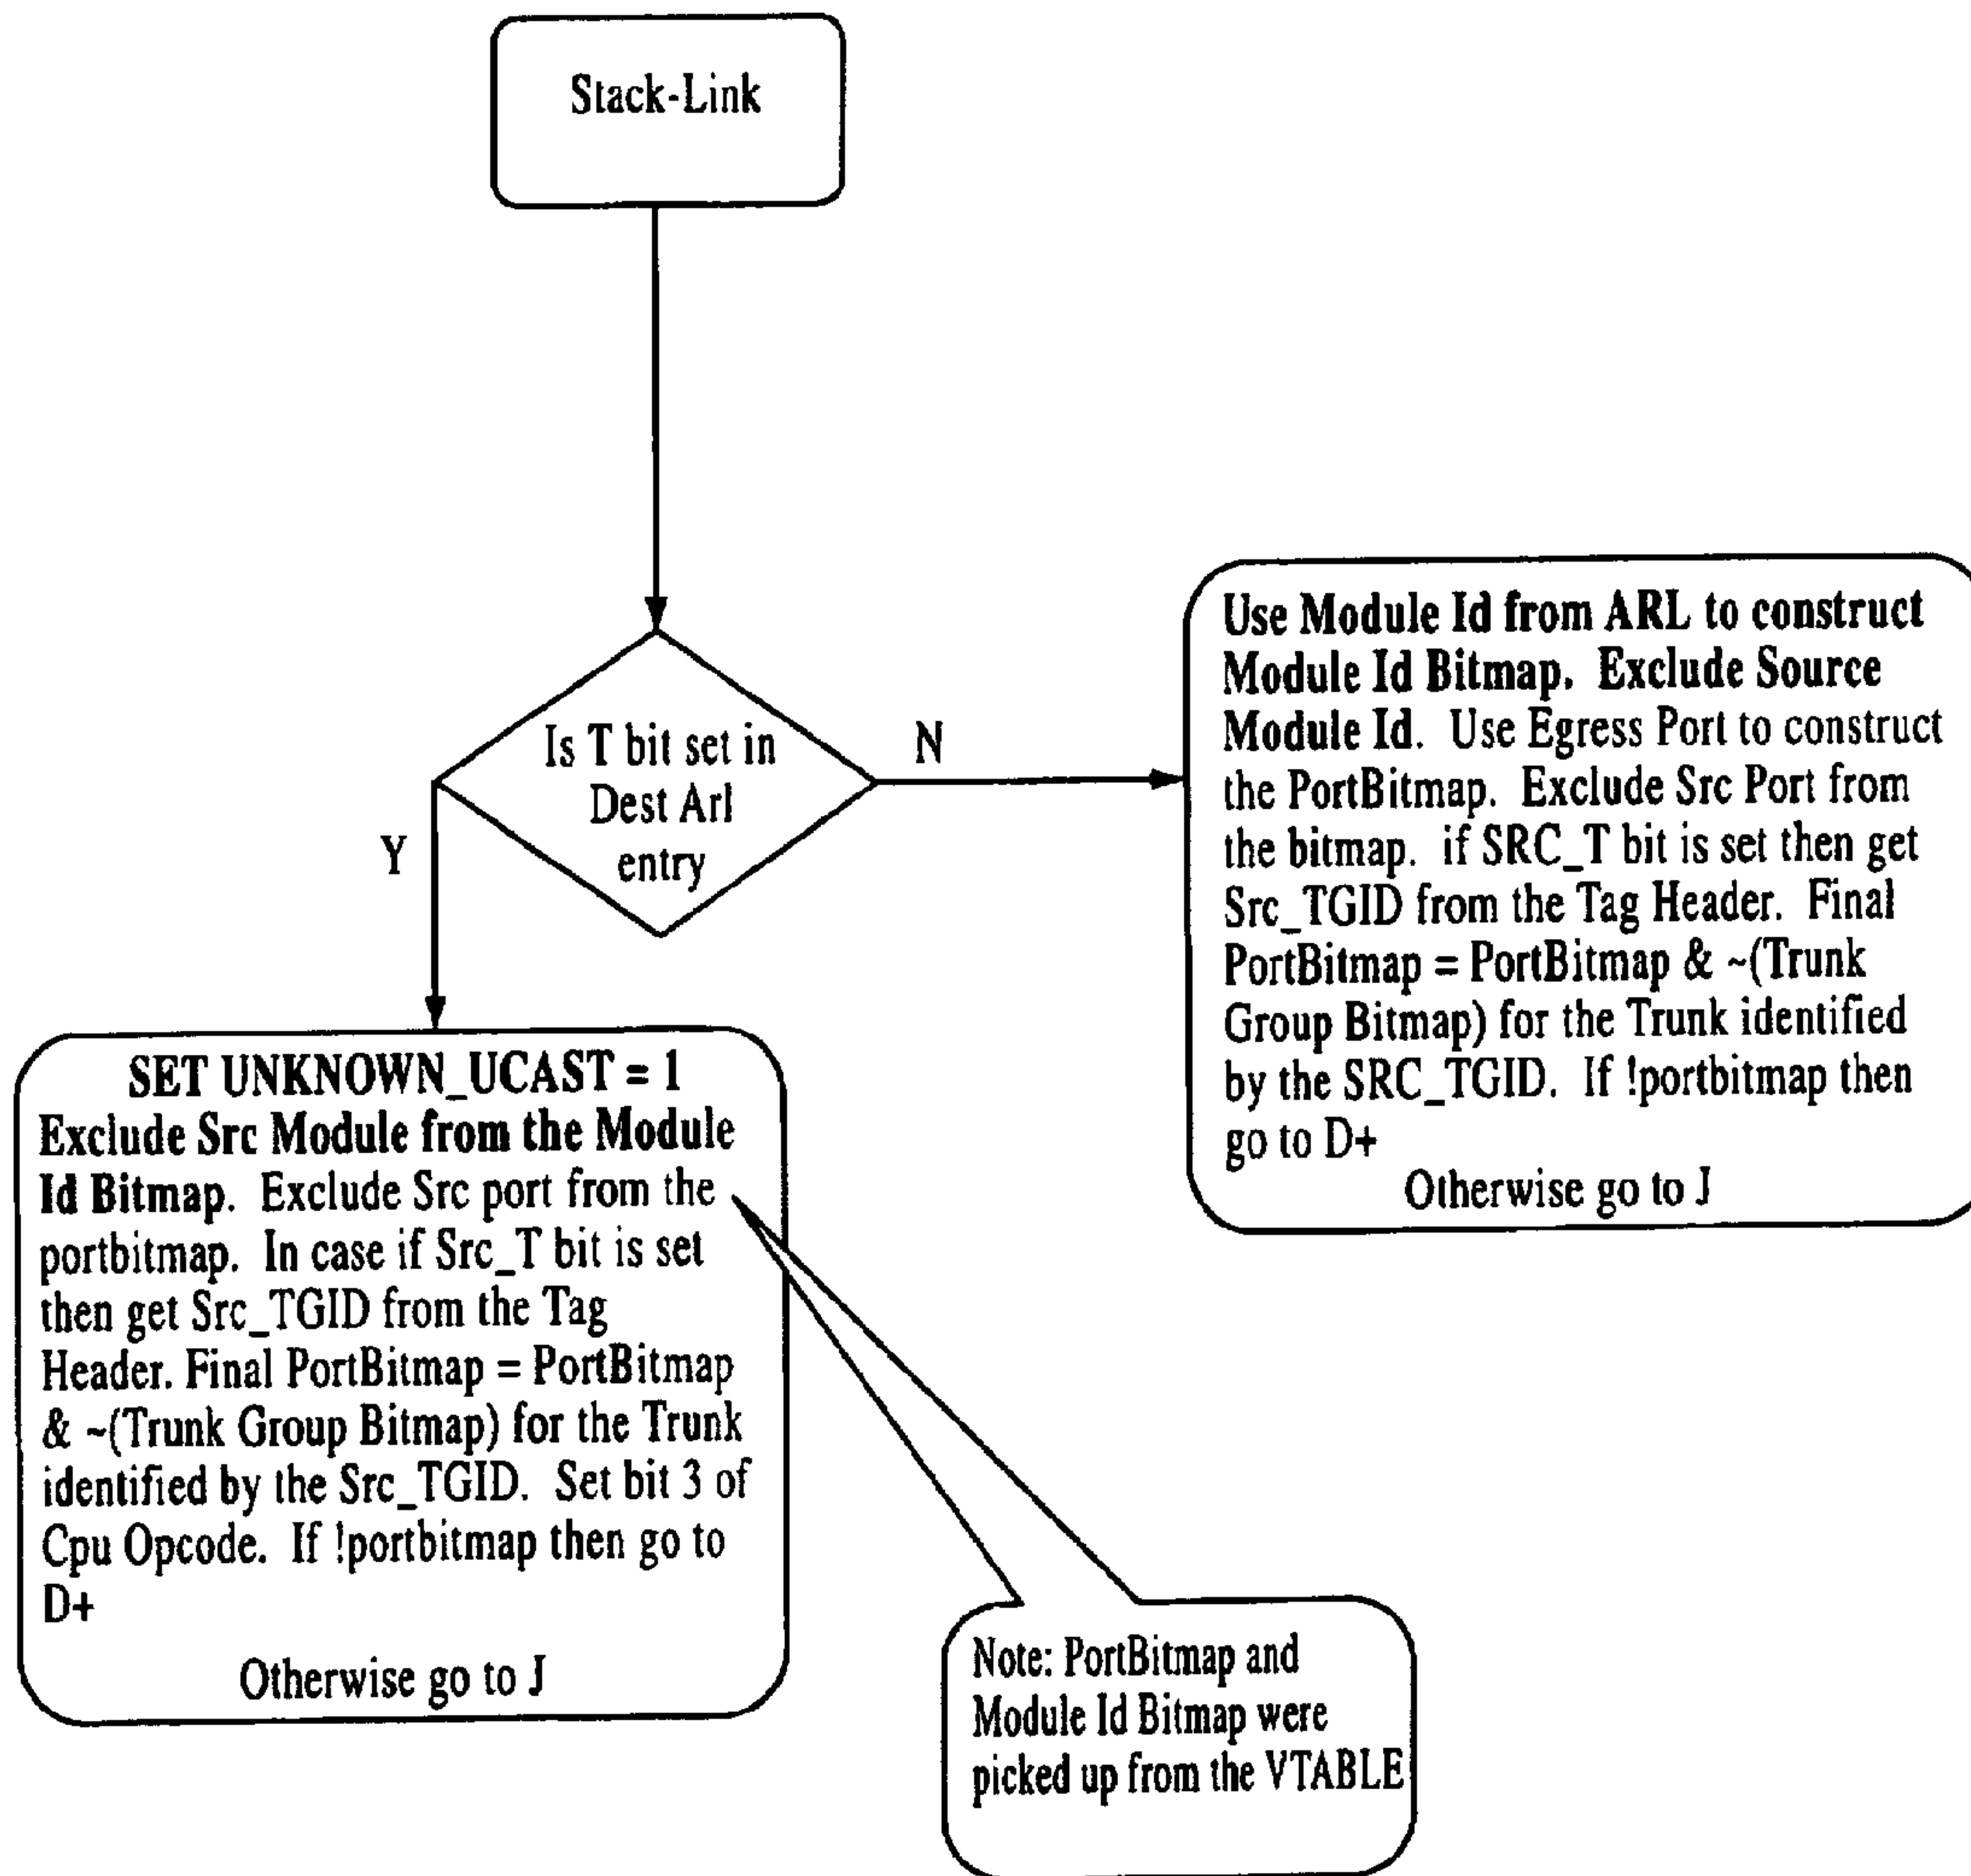 Stack-Link
Is T bit set in
Dest Arl
entry
N
Y
Use Module Id from ARL to construct
Module Id Bitmap. Exclude Source
Module Id. Use Egress Port to construct
the PortBitmap. Exclude Src Port from
the bitmap. if SRC_T bit is set then get
Src_TGID from the Tag Header. Final
PortBitmap = PortBitmap & ~(Trunk
Group Bitmap) for the Trunk identified
by the SRC_TGID. If !portbitmap then
go to D+
Otherwise go to J
SET UNKNOWN_UCAST = 1
Exclude Src Module from the Module
Id Bitmap. Exclude Src port from the
portbitmap. In case if Src_T bit is set
then get Src_TGID from the Tag
Header. Final PortBitmap = PortBitmap
& ~(Trunk Group Bitmap) for the Trunk
identified by the Src_TGID. Set bit 3 of
Cpu Opcode. If !portbitmap then go to
D+
Otherwise go to J
Note: PortBitmap and
Module Id Bitmap were
picked up from the VTABLE